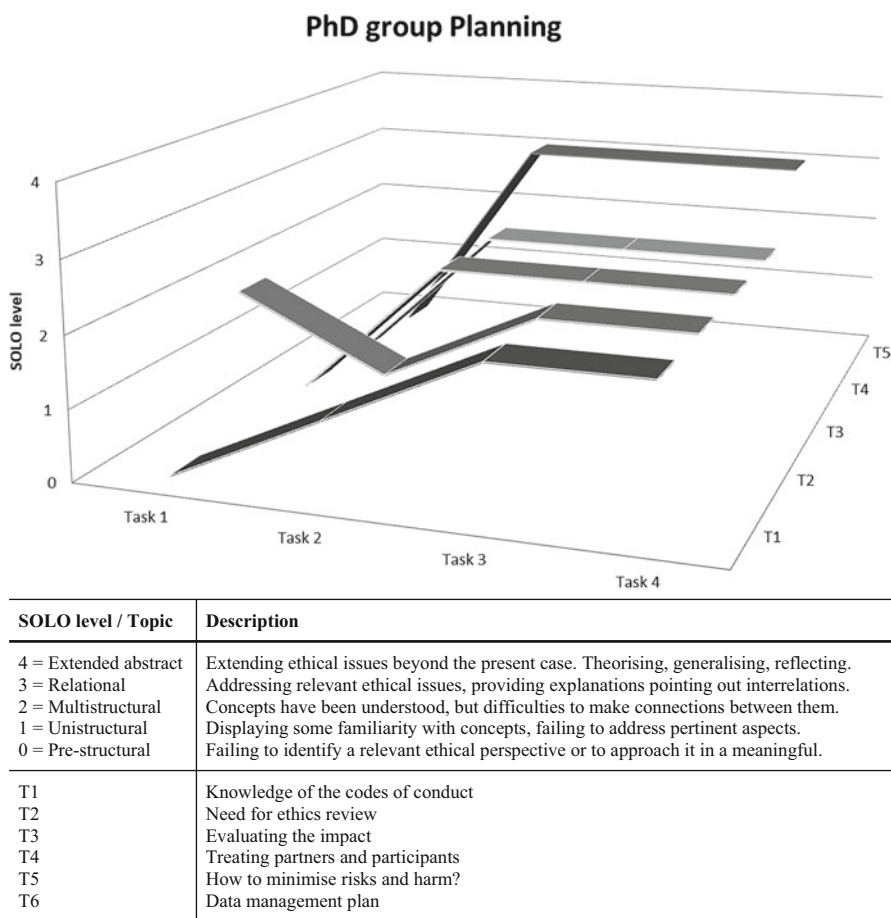 PhD group Planning
4
3
2
1
0
SOLO level
Task 1
Task 2
Task 3
Task 4
T5
T4
T3
T2
T1
SOLO level / Topic Description
4 = Extended abstract Extending ethical issues beyond the present case. Theorising, generalising, reflecting.
3 = Relational Addressing relevant ethical issues, providing explanations pointing out interrelations.
2 = Multistructural Concepts have been understood, but difficulties to make connections between them.
1 = Unistructural Displaying some familiarity with concepts, failing to address pertinent aspects.
0 = Pre-structural Failing to identify a relevant ethical perspective or to approach it in a meaningful.
T1 Knowledge of the codes of conduct
T2 Need for ethics review
T3 Evaluating the impact
T4 Treating partners and participants
T5 How to minimise risks and harm?
T6 Data management plan